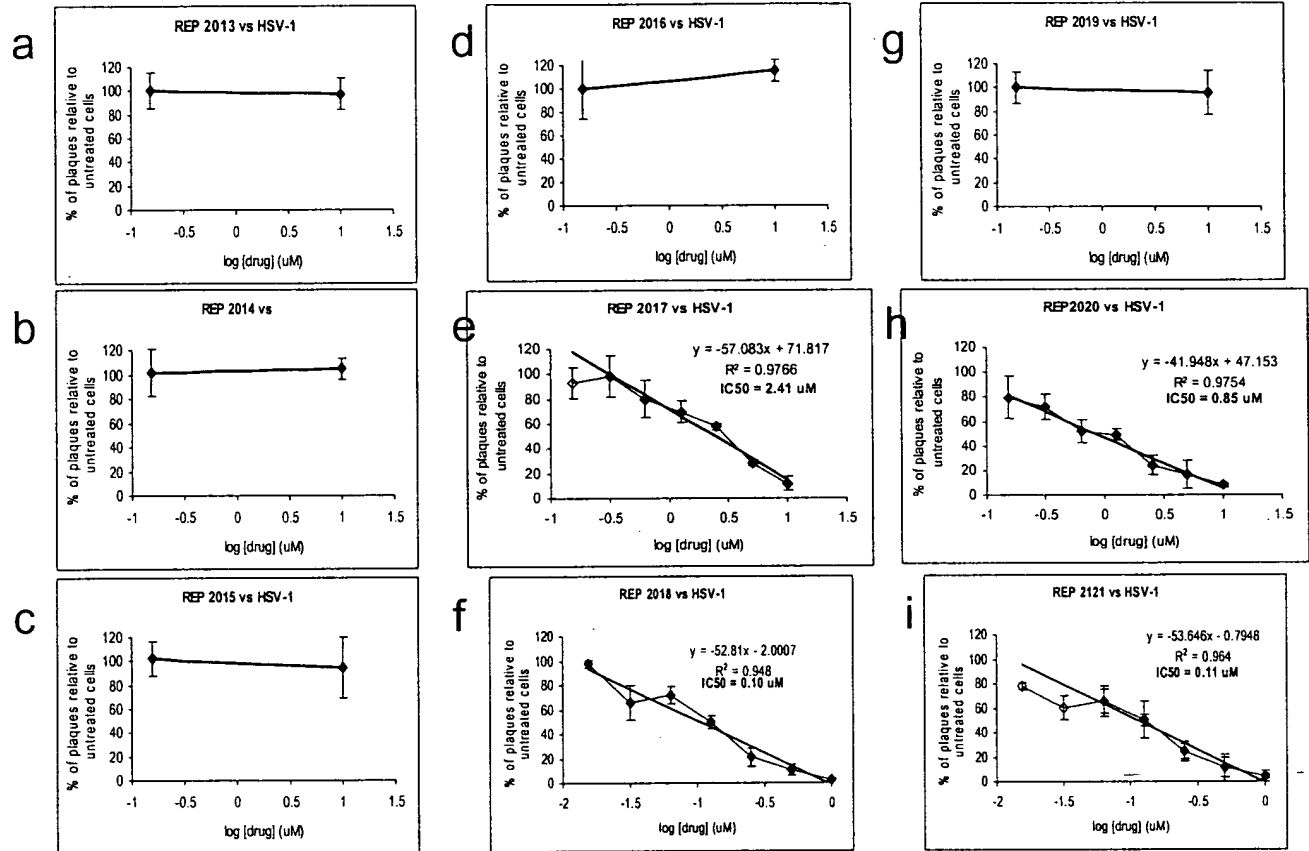 a
REP 2013 vs HSV-1
% of plaques relative to
untreated cells
120
100
80
60
40
20
0
-1
-0.5
0
0.5
1
1.5
log [drug] (uM)
d
REP 2016 vs HSV-1
% of plaques relative to
untreated cells
120
100
80
60
40
20
0
-1
-0.5
0
0.5
1
1.5
log [drug] (uM)
g
REP 2019 vs HSV-1
% of plaques relative to
untreated cells
120
100
80
60
40
20
0
-1
-0.5
0
0.5
1
1.5
log [drug] (uM)
b
REP 2014 vs
% of plaques relative to
untreated cells
120
100
80
60
40
20
0
-1
-0.5
0
0.5
1
1.5
log [drug] (uM)
e
REP 2017 vs HSV-1
y = -57.083x + 71.817
R² = 0.9766
IC50 = 2.41 uM
% of plaques relative to
untreated cells
120
100
80
60
40
20
0
-1
-0.5
0
0.5
1
1.5
log [drug] (uM)
h
REP2020 vs HSV-1
y = -41.948x + 47.153
R² = 0.9754
IC50 = 0.85 uM
% of plaques relative to
untreated cells
120
100
80
60
40
20
0
-1
-0.5
0
0.5
1
1.5
log [drug] (uM)
c
REP 2015 vs HSV-1
% of plaques relative to
untreated cells
120
100
80
60
40
20
0
-1
-0.5
0
0.5
1
1.5
log [drug] (uM)
f
REP 2018 vs HSV-1
y = -52.81x - 2.0007
R² = 0.948
IC50 = 0.10 uM
% of plaques relative to
untreated cells
120
100
80
60
40
20
0
-2
-1.5
-1
-0.5
0
log [drug] (uM)
i
REP 2121 vs HSV-1
y = -53.646x - 0.7948
R² = 0.964
IC50 = 0.11 uM
% of plaques relative to
untreated cells
120
100
80
60
40
20
0
-2
-1.5
-1
-0.5
0
log [drug] (uM)